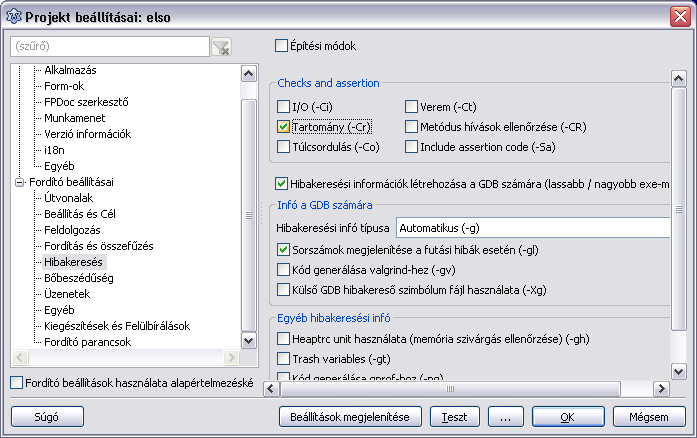 Projekt beállításai: elso
(szűrő)
Építési módok
Alkalmazás
Form-ok
FPDoc szerkesztő
Munkamenet
Verzió információk
i18n
Egyéb
Fordító beállításai
Útvonalak
Beállítás és Cél
Feldolgozás
Fordítás és összefűzés
Hibakeresés
Bőbeszédűség
Üzenetek
Egyéb
Kiegészítések és Felülbírálások
Fordító parancsok
Fordító beállítások használata alapértelmezéské
Checks and assertion
I/O (-Ci)
Verem (-Ct)
Tartomány (-Cr)
Metódus hívások ellenőrzése (-CR)
Túlcsordulás (-Co)
Include assertion code (-Sa)
Hibakeresési információk létrehozása a GDB számára (lassabb / nagyobb exe-m
Infó a GDB számára
Hibakeresési infó típusa
Automatikus (-g)
Sorszámok megjelenítése a futási hibák esetén (-gl)
Kód generálása valgrind-hez (-gv)
Külső GDB hibakereső szimbólum fájl használata (-Xg)
Egyéb hibakeresési infó
Heaptrc unit használata (memória szivárgás ellenőrzése) (-gh)
Trash variables (-gt)
Kód generálása gprof-hoz (-pg)
Súgó
Beállítások megjelenítése
Teszt
...
OK
Mégsem